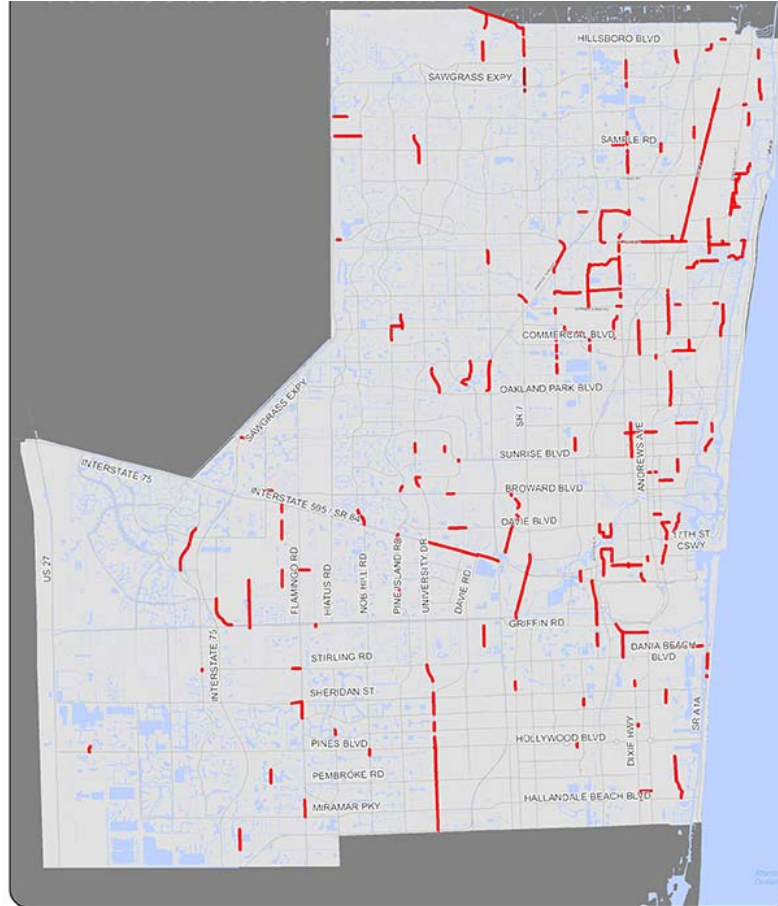 HILLSBORO BLVD
SAWGRASS EXPY
SAMPLE RD
COMMERCIAL BLVD
OAKLAND PARK BLVD
SAWGRASS EXPY
SR 7
ANDREWS AVE
SUNRISE BLVD
INTERSTATE 75
BROWARD BLVD
INTERSTATE 595 / SR 84
DAVIE BLVD
17TH ST
CSWY
US 27
FLAMINGO RD
HIATUS RD
NOB HILL RD
PINE ISLAND RD
UNIVERSITY DR
DAVIE RD
GRIFFIN RD
STIRLING RD
DANIA BEACH
BLVD
INTERSTATE 75
SHERIDAN ST
SR A1A
PINES BLVD
HOLLYWOOD BLVD
DIXIE HWY
PEMBROKE RD
MIRAMAR PKY
HALLANDALE BEACH BLVD